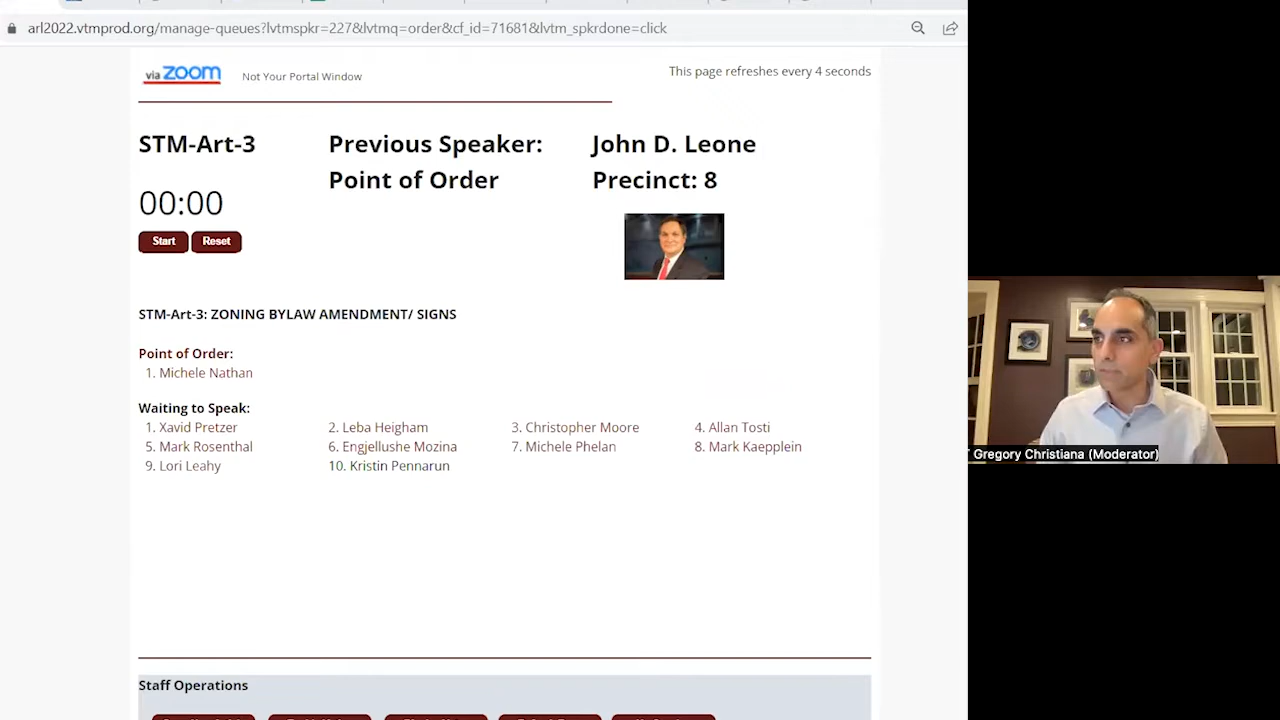 arl2022.vtmprod.org/manage-queues?lvtmspkr=227&lvtmq=order&cf_id=71681&lvtm_spkrdone=click
via zoom Not Your Portal Window This page refreshes every 4 seconds
STM-Art-3 Previous Speaker: John D. Leone
Point of Order Precinct: 8
00:00
Start Reset
STM-Art-3: ZONING BYLAW AMENDMENT/ SIGNS
Point of Order:
1. Michele Nathan
Waiting to Speak:
1. Xavid Pretzer 2. Leba Heigham 3. Christopher Moore 4. Allan Tosti
5. Mark Rosenthal 6. Engjellushe Mozina 7. Michele Phelan 8. Mark Kaepplein
9. Lori Leahy 10. Kristin Pennarun
Gregory Christiana (Moderator)
Staff Operations